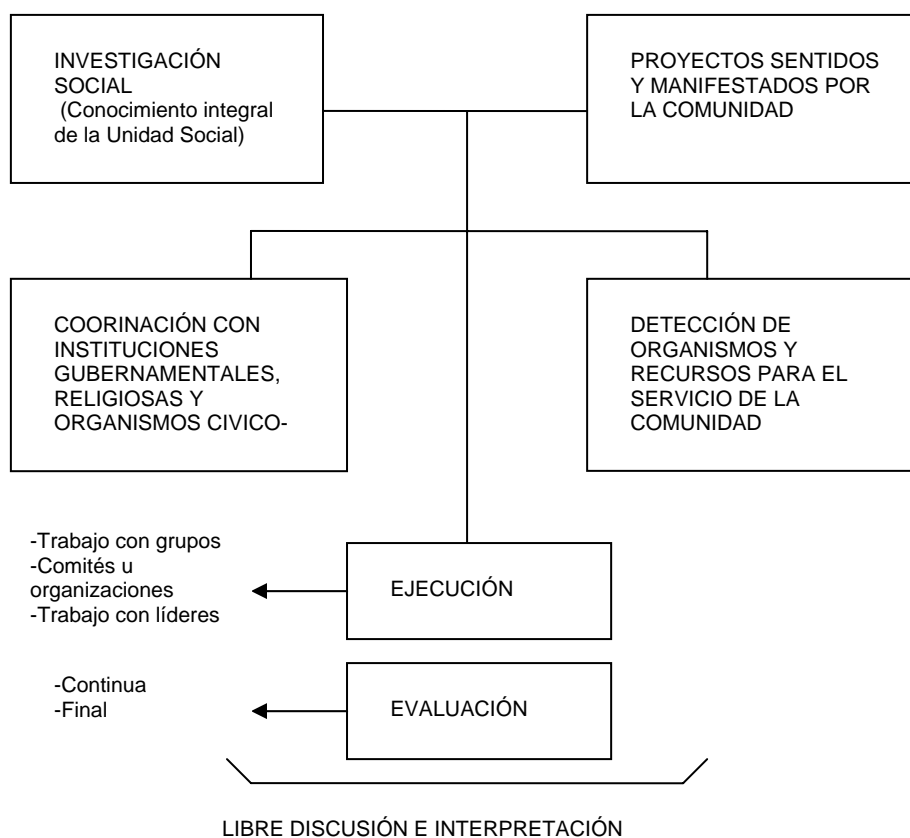 INVESTIGACIÓN
SOCIAL
(Conocimiento integral
de la Unidad Social)
PROYECTOS SENTIDOS
Y MANIFESTADOS POR
LA COMUNIDAD
COORINACIÓN CON
INSTITUCIONES
GUBERNAMENTALES,
RELIGIOSAS Y
ORGANISMOS CIVICO-
DETECCIÓN DE
ORGANISMOS Y
RECURSOS PARA EL
SERVICIO DE LA
COMUNIDAD
-Trabajo con grupos
-Comités u
organizaciones
-Trabajo con líderes
EJECUCIÓN
-Continua
-Final
EVALUACIÓN
LIBRE DISCUSIÓN E INTERPRETACIÓN